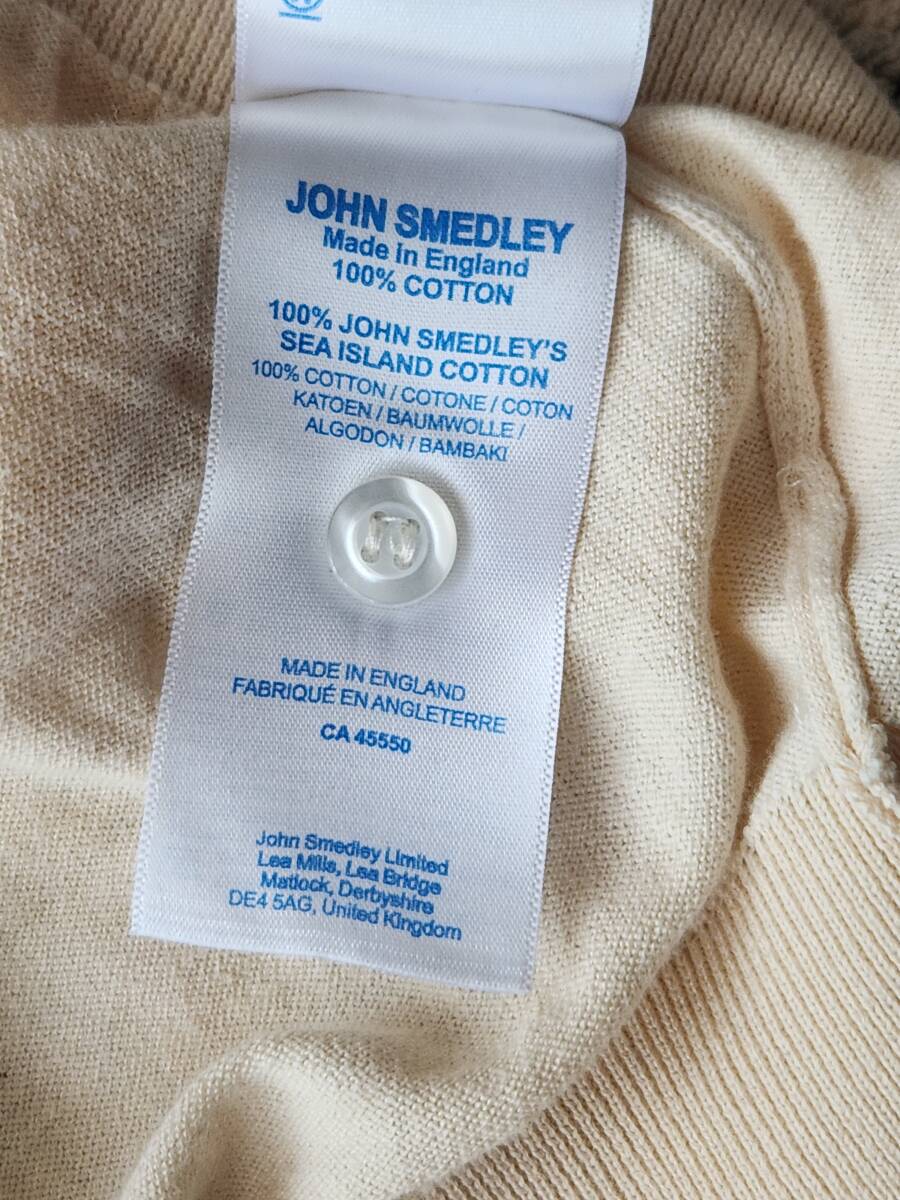 JOHN SMEDLEY
Made in England
100% COTTON
100% JOHN SMEDLEY'S
SEA ISLAND COTTON
100% COTTON / COTONE / COTON
KATOEN / BAUMWOLLE /
ALGODON / BAMBAKI
MADE IN ENGLAND
FABRIQUÉ EN ANGLETERRE
CA 45550
John Smedley Limited
Lea Mills, Lea Bridge
Matlock, Derbyshire
DE4 5AG, United Kingdom